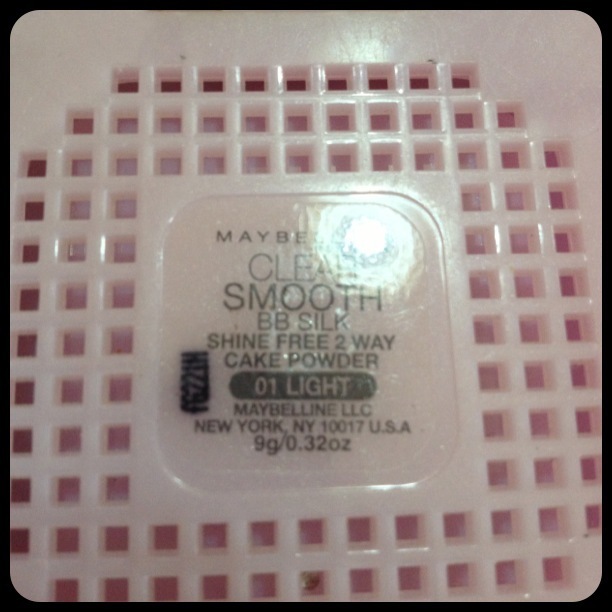 MAYBE
CLEAR
SMOOTH
BB SILK
SHINE FREE 2 WAY
CAKE POWDER
01 LIGHT
MAYBELLINE LLC
NEW YORK, NY 10017 U.S.A
9g/0.32oz